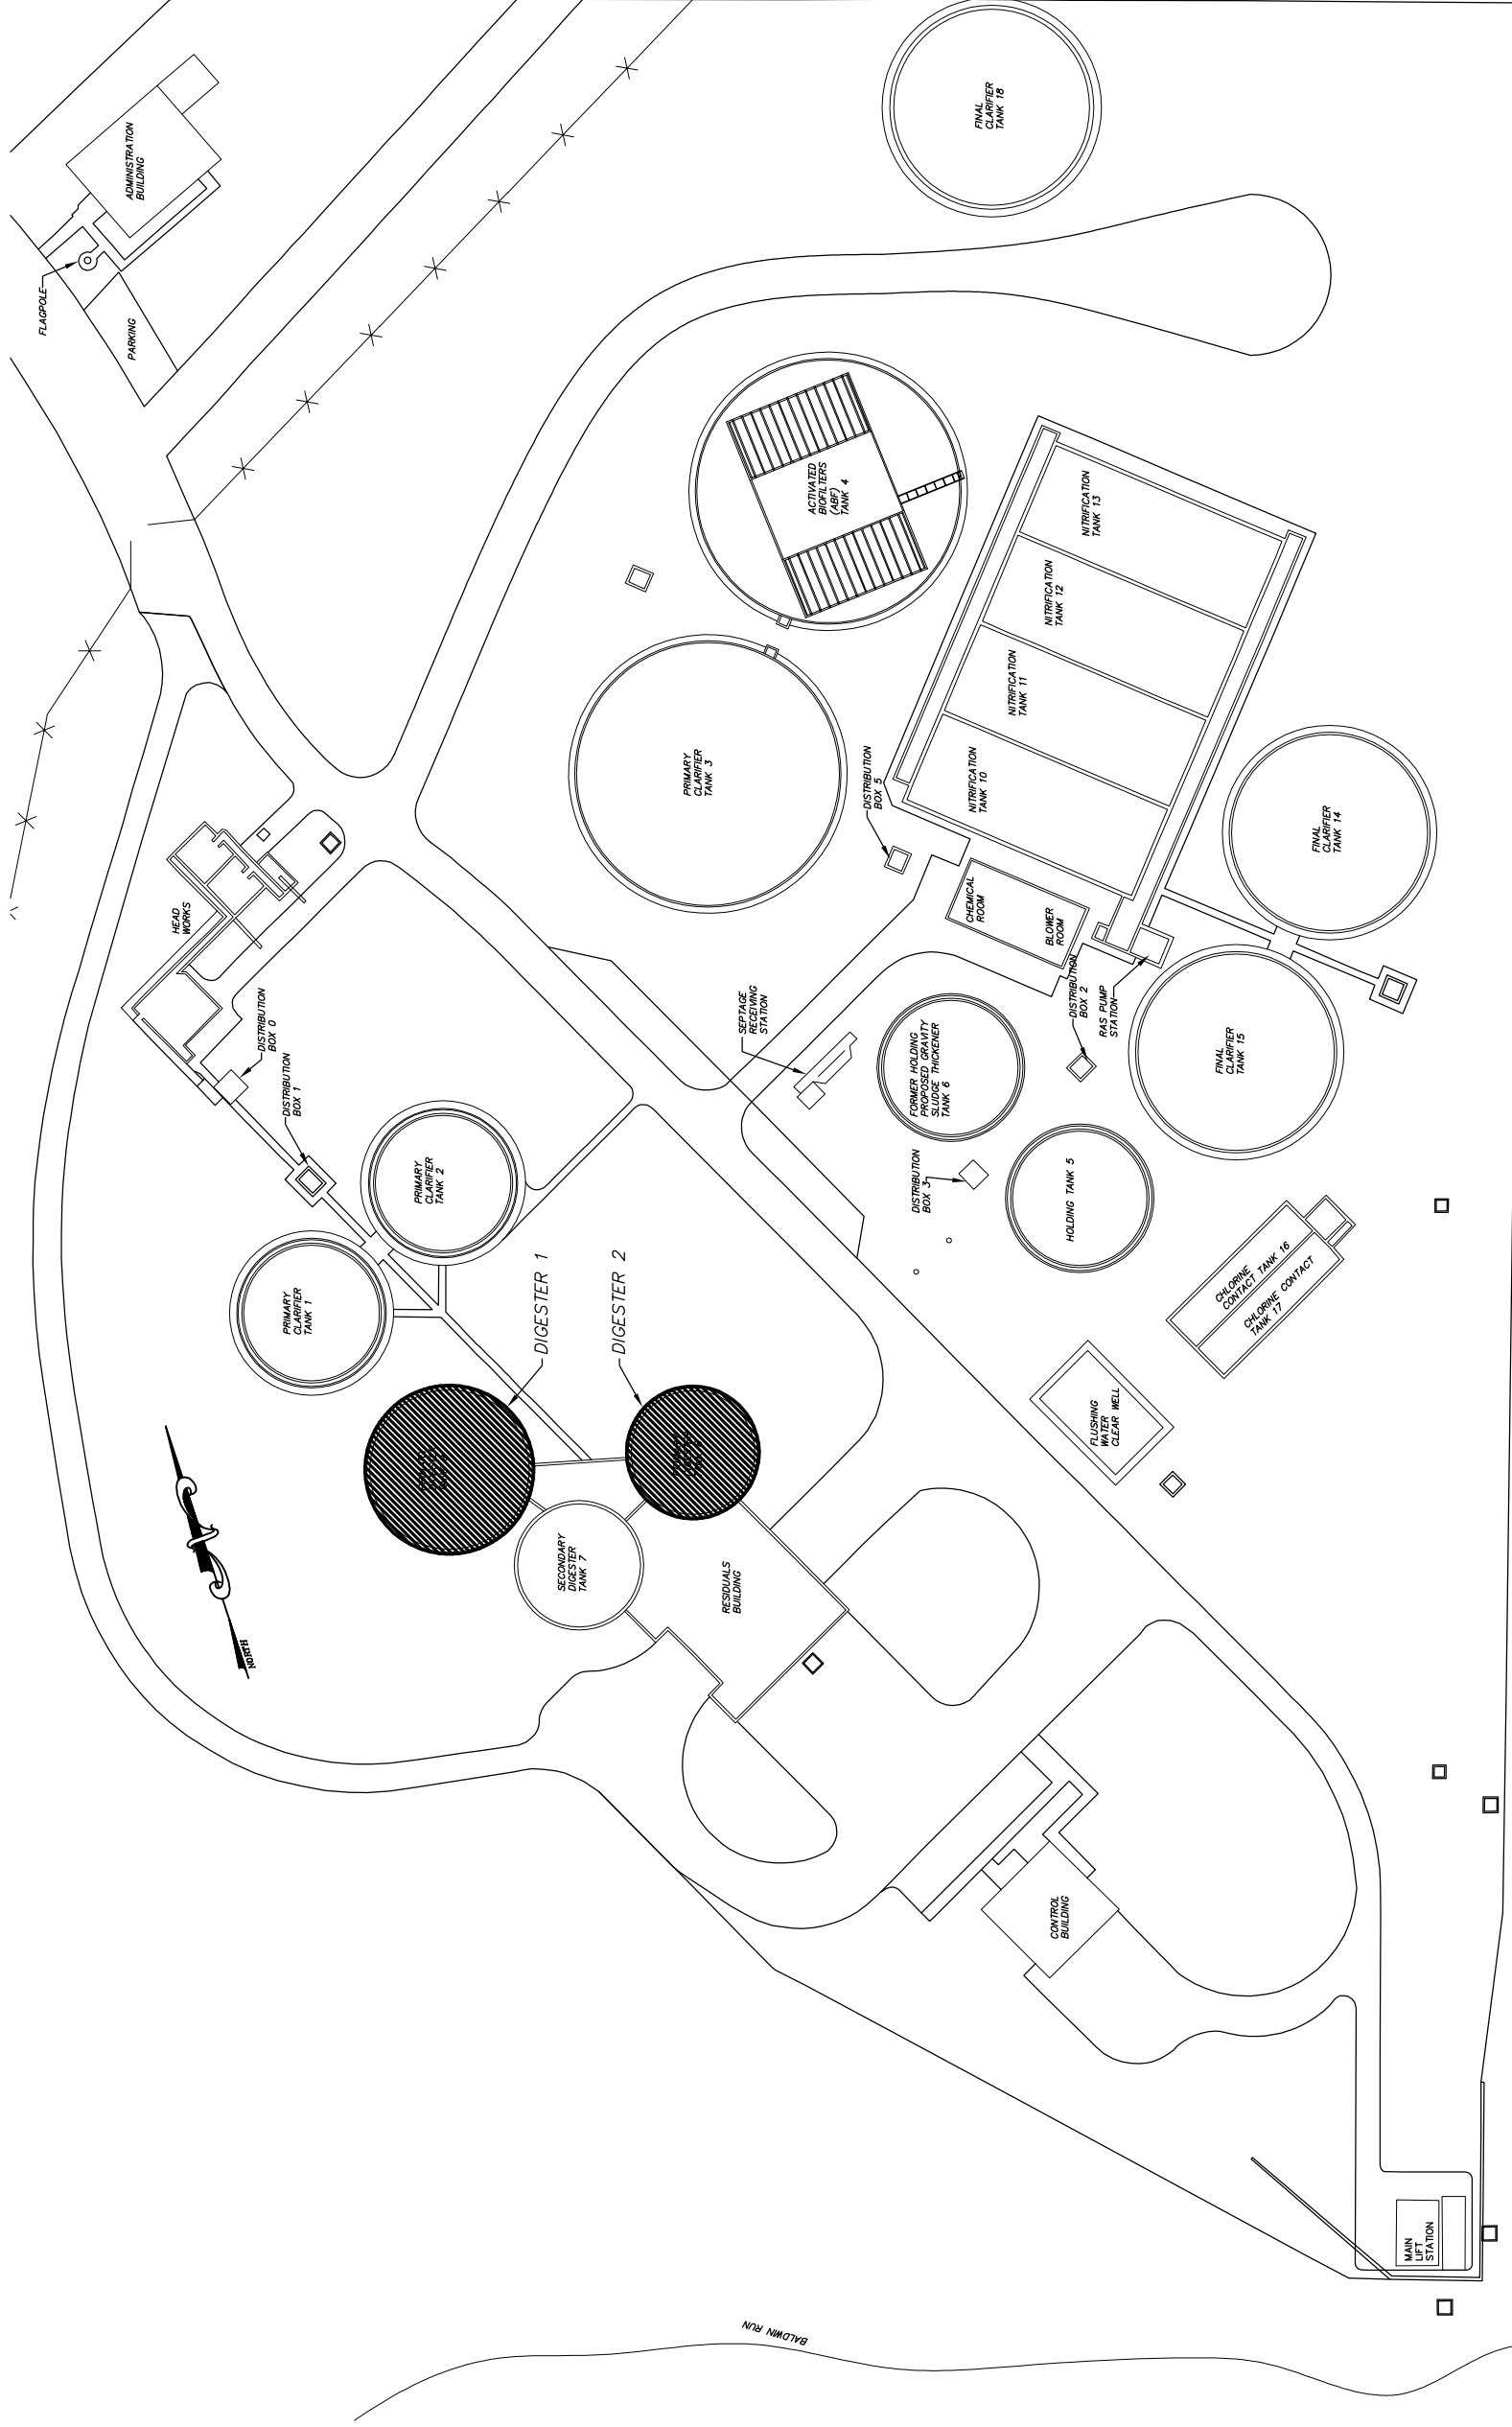 FINAL
CLARIFIER
TANK 18
ADMINISTRATION
BUILDING
FLAGPOLE
PARKING
ACTIVATED
BIOFILTERS
(ABF)
TANK 4
NITRIFICATION
TANK 13
NITRIFICATION
TANK 12
NITRIFICATION
TANK 11
NITRIFICATION
TANK 10
PRIMARY
CLARIFIER
TANK 3
DISTRIBUTION
BOX 5
FINAL
CLARIFIER
TANK 14
HEAD
WORKS
CHEMICAL
ROOM
BLOWER
ROOM
DISTRIBUTION
BOX 0
DISTRIBUTION
BOX 1
SEPTAGE
RECEIVING
STATION
DISTRIBUTION
BOX 2
RAS PUMP
STATION
FORMER HOLDING
PROPOSED GRAVITY
SLUDGE THICKENER
TANK 6
FINAL
CLARIFIER
TANK 15
PRIMARY
CLARIFIER
TANK 2
DISTRIBUTION
BOX 3
HOLDING TANK 5
PRIMARY
CLARIFIER
TANK 1
DIGESTER 1
DIGESTER 2
CHLORINE
CONTACT TANK 16
CHLORINE CONTACT
TANK 17
FLUSHING
WATER
CLEAR WELL
SECONDARY
DIGESTER
TANK 7
RESIDUALS
BUILDING
NORTH
CONTROL
BUILDING
MAIN
LIFT
STATION
BALDWIN RUN